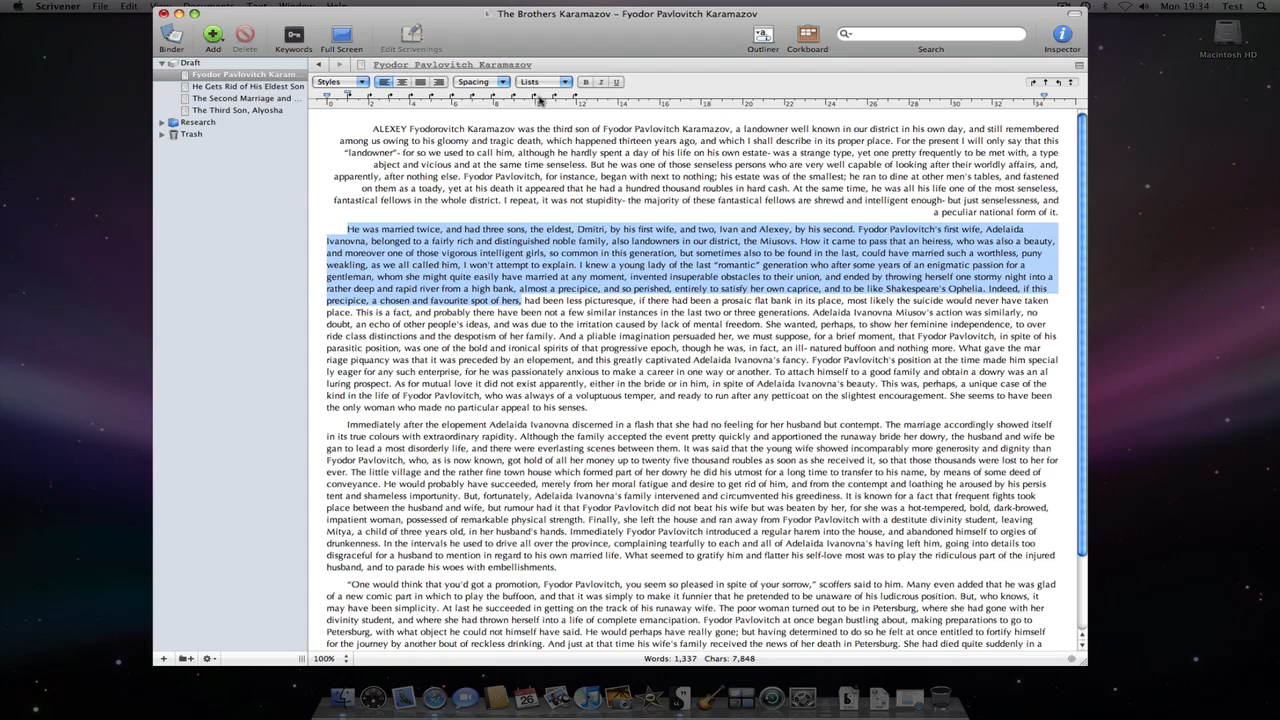 Scrivener File Edit View Project Documents Text Format Window Help Mon 19:34 Test
The Brothers Karamazov – Fyodor Pavlovitch Karamazov
Binder Add Delete Keywords Full Screen Edit Scrivenings Outliner Corkboard Search Inspector
Macintosh HD
Draft
Fyodor Pavlovitch Karam...
He Gets Rid of His Eldest Son
The Second Marriage and ...
The Third Son, Alyosha
Research
Trash
Fyodor Pavlovitch Karamazov
Styles Spacing Lists B I U
0 2 4 6 8 10 12 14 16 18 20 22 24 26 28 30 32 34
ALEXEY Fyodorovitch Karamazov was the third son of Fyodor Pavlovitch Karamazov, a landowner well known in our district in his own day, and still remembered
among us owing to his gloomy and tragic death, which happened thirteen years ago, and which I shall describe in its proper place. For the present I will only say that this
“landowner”- for so we used to call him, although he hardly spent a day of his life on his own estate- was a strange type, yet one pretty frequently to be met with, a type
abject and vicious and at the same time senseless. But he was one of those senseless persons who are very well capable of looking after their worldly affairs, and,
apparently, after nothing else. Fyodor Pavlovitch, for instance, began with next to nothing; his estate was of the smallest; he ran to dine at other men's tables, and fastened
on them as a toady, yet at his death it appeared that he had a hundred thousand roubles in hard cash. At the same time, he was all his life one of the most senseless,
fantastical fellows in the whole district. I repeat, it was not stupidity- the majority of these fantastical fellows are shrewd and intelligent enough- but just senselessness, and
a peculiar national form of it.
He was married twice, and had three sons, the eldest, Dmitri, by his first wife, and two, Ivan and Alexey, by his second. Fyodor Pavlovitch's first wife, Adelaida
Ivanovna, belonged to a fairly rich and distinguished noble family, also landowners in our district, the Miusovs. How it came to pass that an heiress, who was also a beauty,
and moreover one of those vigorous intelligent girls, so common in this generation, but sometimes also to be found in the last, could have married such a worthless, puny
weakling, as we all called him, I won't attempt to explain. I knew a young lady of the last “romantic” generation who after some years of an enigmatic passion for a
gentleman, whom she might quite easily have married at any moment, invented insuperable obstacles to their union, and ended by throwing herself one stormy night into a
rather deep and rapid river from a high bank, almost a precipice, and so perished, entirely to satisfy her own caprice, and to be like Shakespeare's Ophelia. Indeed, if this
precipice, a chosen and favourite spot of hers, had been less picturesque, if there had been a prosaic flat bank in its place, most likely the suicide would never have taken
place. This is a fact, and probably there have been not a few similar instances in the last two or three generations. Adelaida Ivanovna Miusov's action was similarly, no
doubt, an echo of other people's ideas, and was due to the irritation caused by lack of mental freedom. She wanted, perhaps, to show her feminine independence, to over
ride class distinctions and the despotism of her family. And a pliable imagination persuaded her, we must suppose, for a brief moment, that Fyodor Pavlovitch, in spite of his
parasitic position, was one of the bold and ironical spirits of that progressive epoch, though he was, in fact, an ill- natured buffoon and nothing more. What gave the mar
riage piquancy was that it was preceded by an elopement, and this greatly captivated Adelaida Ivanovna's fancy. Fyodor Pavlovitch's position at the time made him special
ly eager for any such enterprise, for he was passionately anxious to make a career in one way or another. To attach himself to a good family and obtain a dowry was an al
luring prospect. As for mutual love it did not exist apparently, either in the bride or in him, in spite of Adelaida Ivanovna's beauty. This was, perhaps, a unique case of the
kind in the life of Fyodor Pavlovitch, who was always of a voluptuous temper, and ready to run after any petticoat on the slightest encouragement. She seems to have been
the only woman who made no particular appeal to his senses.
Immediately after the elopement Adelaida Ivanovna discerned in a flash that she had no feeling for her husband but contempt. The marriage accordingly showed itself
in its true colours with extraordinary rapidity. Although the family accepted the event pretty quickly and apportioned the runaway bride her dowry, the husband and wife be
gan to lead a most disorderly life, and there were everlasting scenes between them. It was said that the young wife showed incomparably more generosity and dignity than
Fyodor Pavlovitch, who, as is now known, got hold of all her money up to twenty five thousand roubles as soon as she received it, so that those thousands were lost to her for
ever. The little village and the rather fine town house which formed part of her dowry he did his utmost for a long time to transfer to his name, by means of some deed of
conveyance. He would probably have succeeded, merely from her moral fatigue and desire to get rid of him, and from the contempt and loathing he aroused by his persis
tent and shameless importunity. But, fortunately, Adelaida Ivanovna's family intervened and circumvented his greediness. It is known for a fact that frequent fights took
place between the husband and wife, but rumour had it that Fyodor Pavlovitch did not beat his wife but was beaten by her, for she was a hot-tempered, bold, dark-browed,
impatient woman, possessed of remarkable physical strength. Finally, she left the house and ran away from Fyodor Pavlovitch with a destitute divinity student, leaving
Mitya, a child of three years old, in her husband's hands. Immediately Fyodor Pavlovitch introduced a regular harem into the house, and abandoned himself to orgies of
drunkenness. In the intervals he used to drive all over the province, complaining tearfully to each and all of Adelaida Ivanovna's having left him, going into details too
disgraceful for a husband to mention in regard to his own married life. What seemed to gratify him and flatter his self-love most was to play the ridiculous part of the injured
husband, and to parade his woes with embellishments.
“One would think that you'd got a promotion, Fyodor Pavlovitch, you seem so pleased in spite of your sorrow,” scoffers said to him. Many even added that he was glad
of a new comic part in which to play the buffoon, and that it was simply to make it funnier that he pretended to be unaware of his ludicrous position. But, who knows, it
may have been simplicity. At last he succeeded in getting on the track of his runaway wife. The poor woman turned out to be in Petersburg, where she had gone with her
divinity student, and where she had thrown herself into a life of complete emancipation. Fyodor Pavlovitch at once began bustling about, making preparations to go to
Petersburg, with what object he could not himself have said. He would perhaps have really gone; but having determined to do so he felt at once entitled to fortify himself
for the journey by another bout of reckless drinking. And just at that time his wife's family received the news of her death in Petersburg. She had died quite suddenly in a
100% Words: 1,337 Chars: 7,848